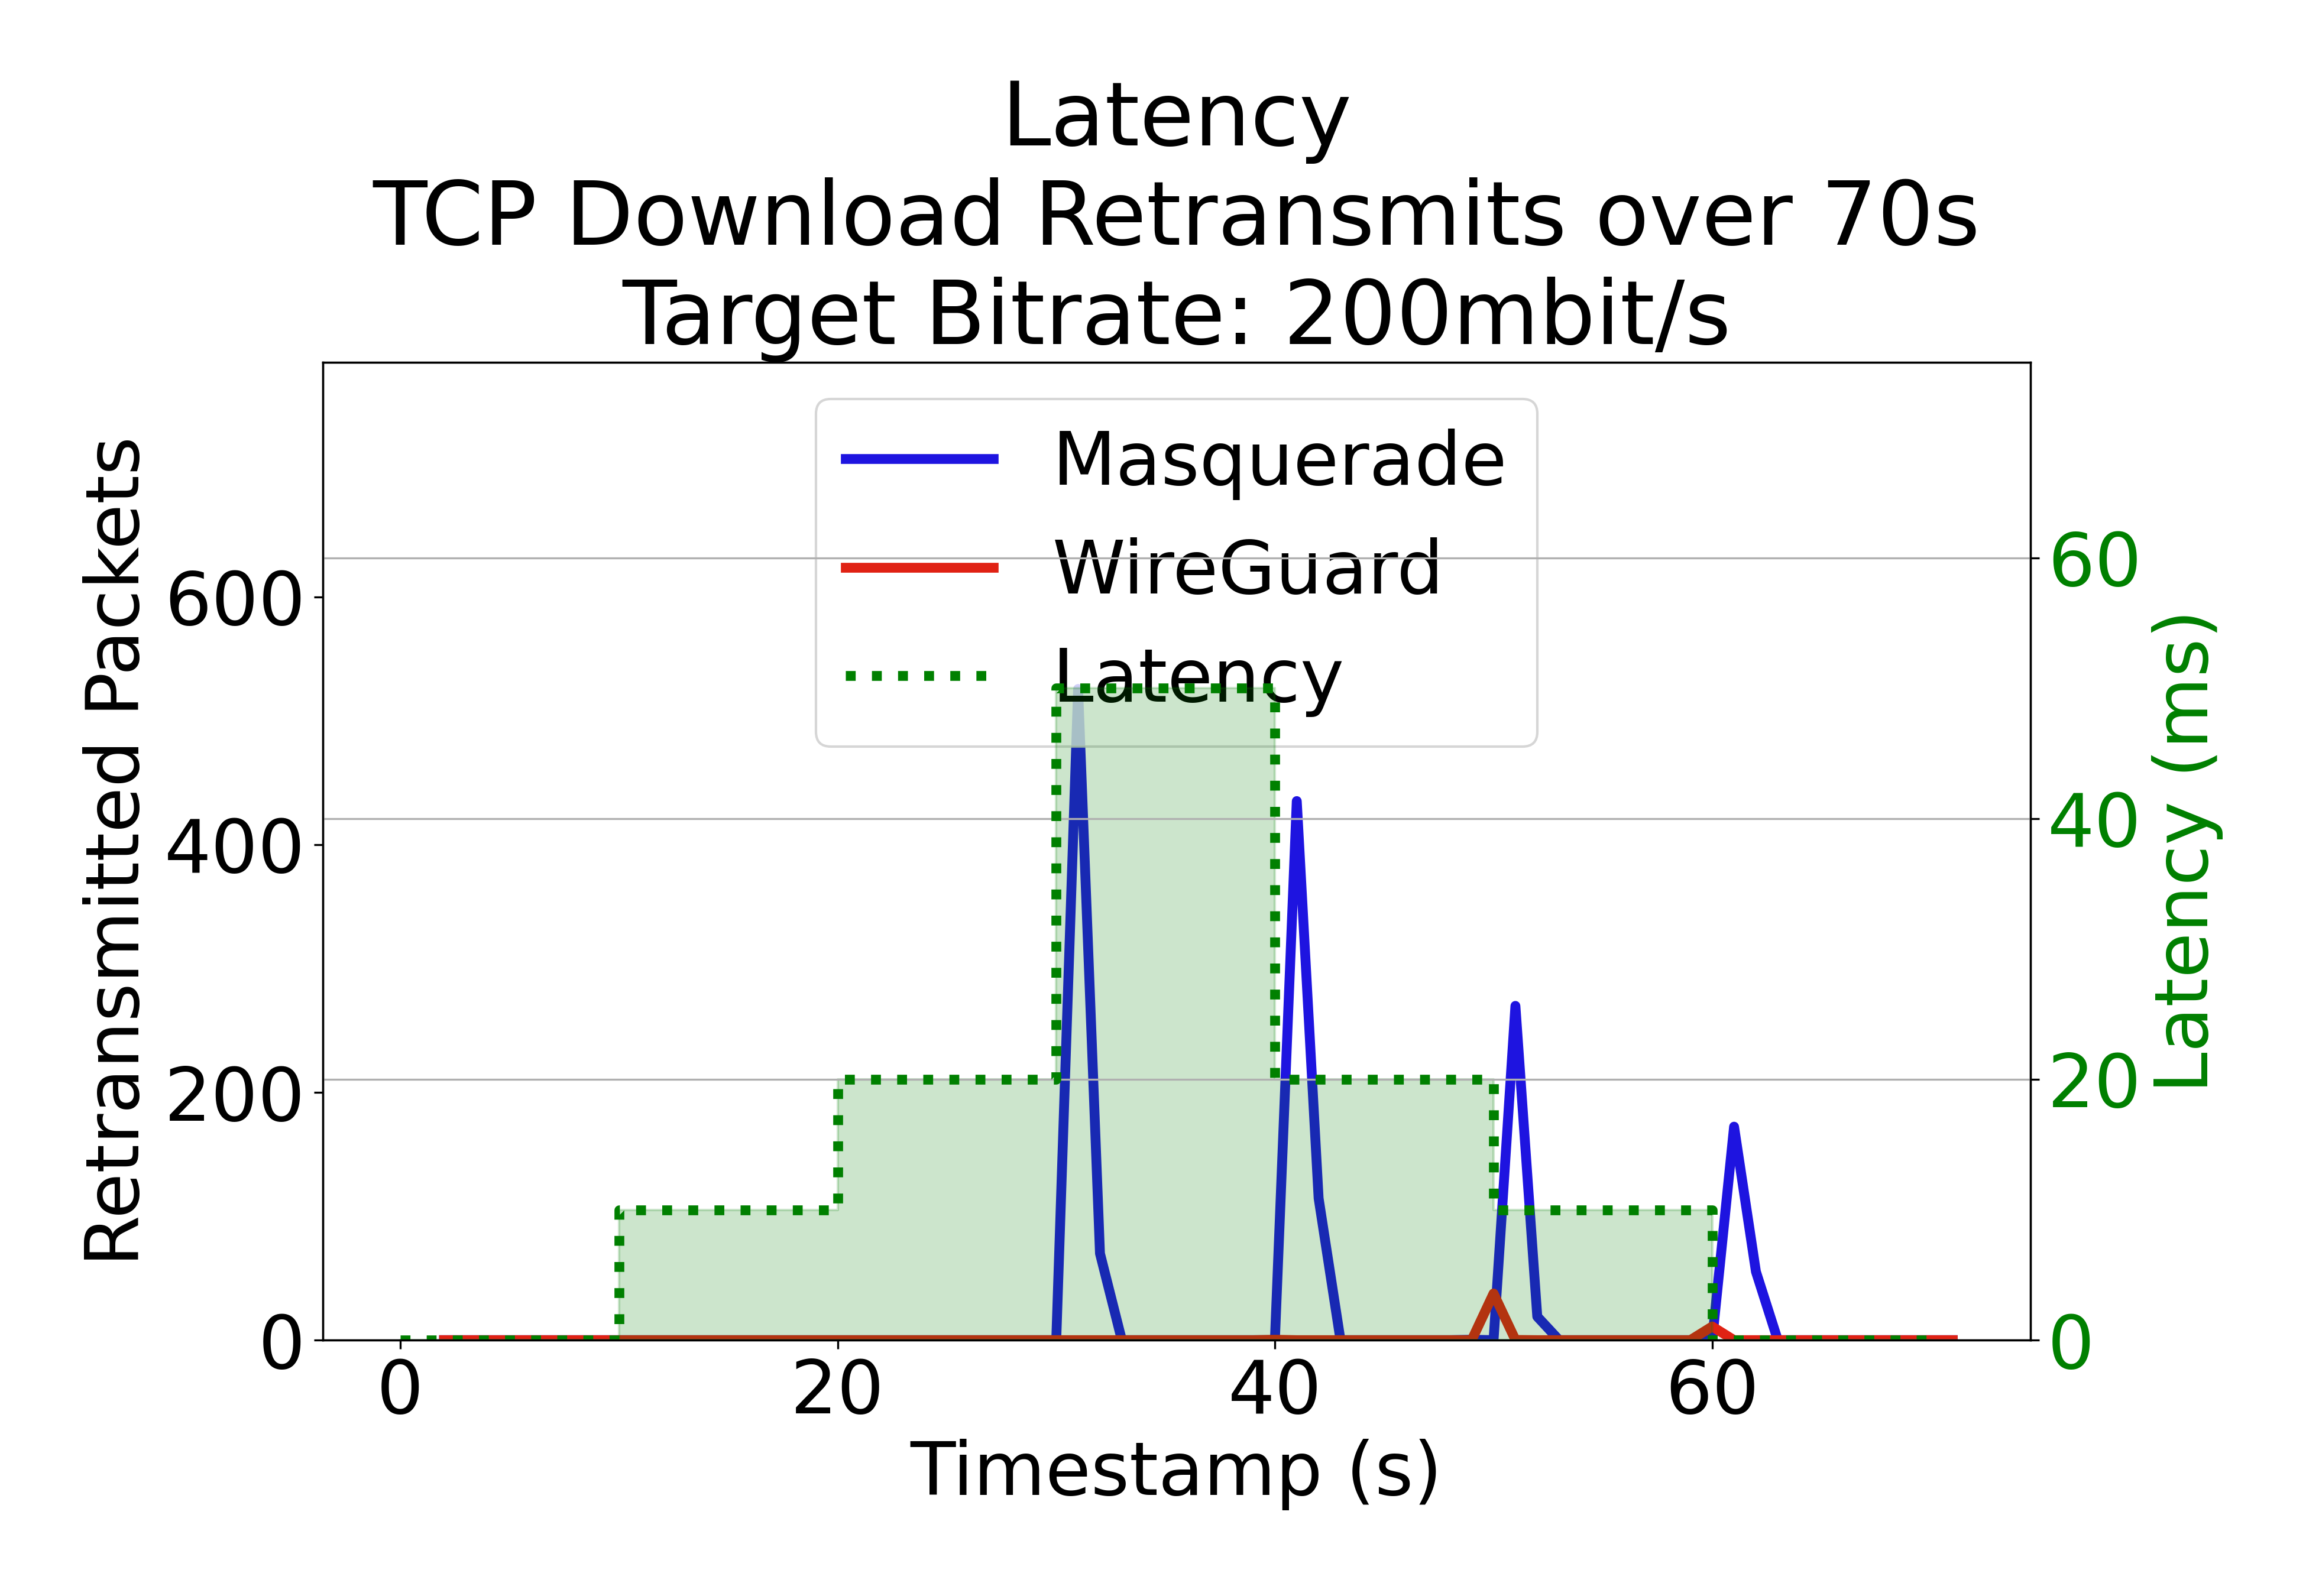 Latency
TCP Download Retransmits over 70s
Target Bitrate: 200mbit/s
Masquerade
WireGuard
Latency
Retransmitted Packets
600
400
200
0
60
40
20
0
Latency (ms)
0 20 40 60
Timestamp (s)